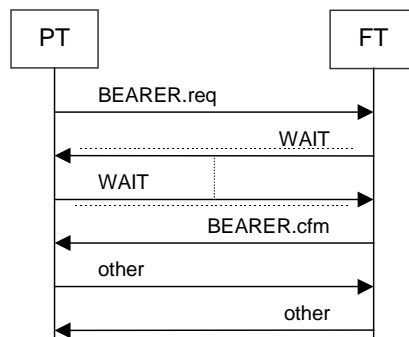 PT FT
BEARER.req
WAIT
WAIT
BEARER.cfm
other
other